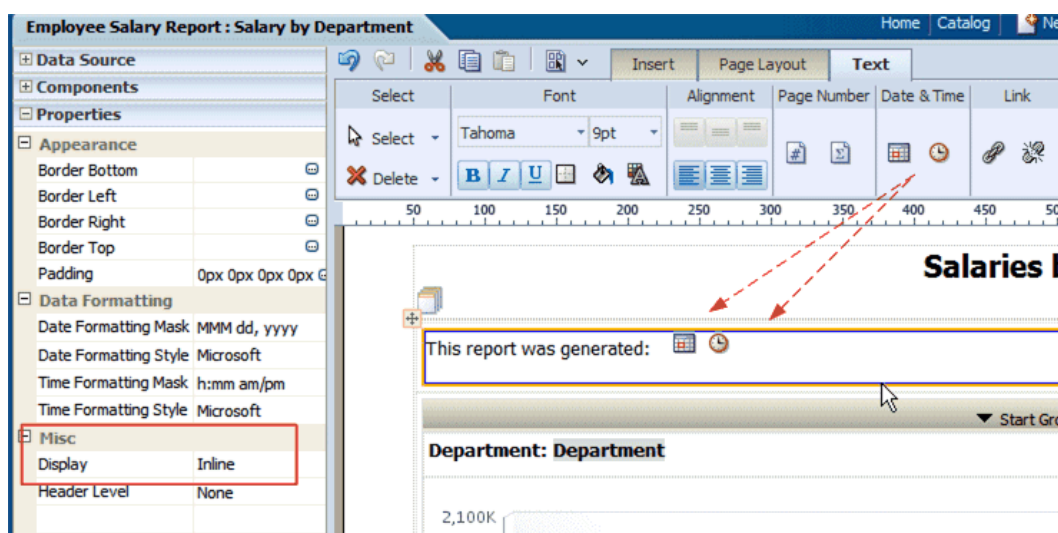 Employee Salary Report : Salary by Department
Home Catalog Ne
Data Source
Components
Properties
Appearance
Border Bottom
Border Left
Border Right
Border Top
Padding 0px 0px 0px 0px
Data Formatting
Date Formatting Mask MMM dd, yyyy
Date Formatting Style Microsoft
Time Formatting Mask h:mm am/pm
Time Formatting Style Microsoft
Misc
Display Inline
Header Level None
Insert Page Layout Text
Select Font Alignment Page Number Date & Time Link
Select Tahoma 9pt
Delete B I U
50 100 150 200 250 300 350 400 450 50
Salaries
This report was generated:
Start Gro
Department: Department
2,100K